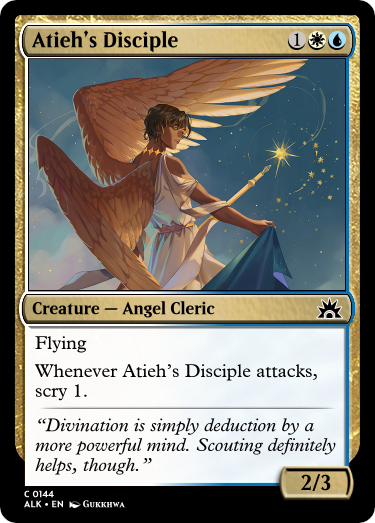 Atieh's Disciple 1
Creature — Angel Cleric
Flying
Whenever Atieh's Disciple attacks,
scry 1.
“Divination is simply deduction by a
more powerful mind. Scouting definitely
helps, though.”
2/3
C 0144
ALK • EN Gukkhwa